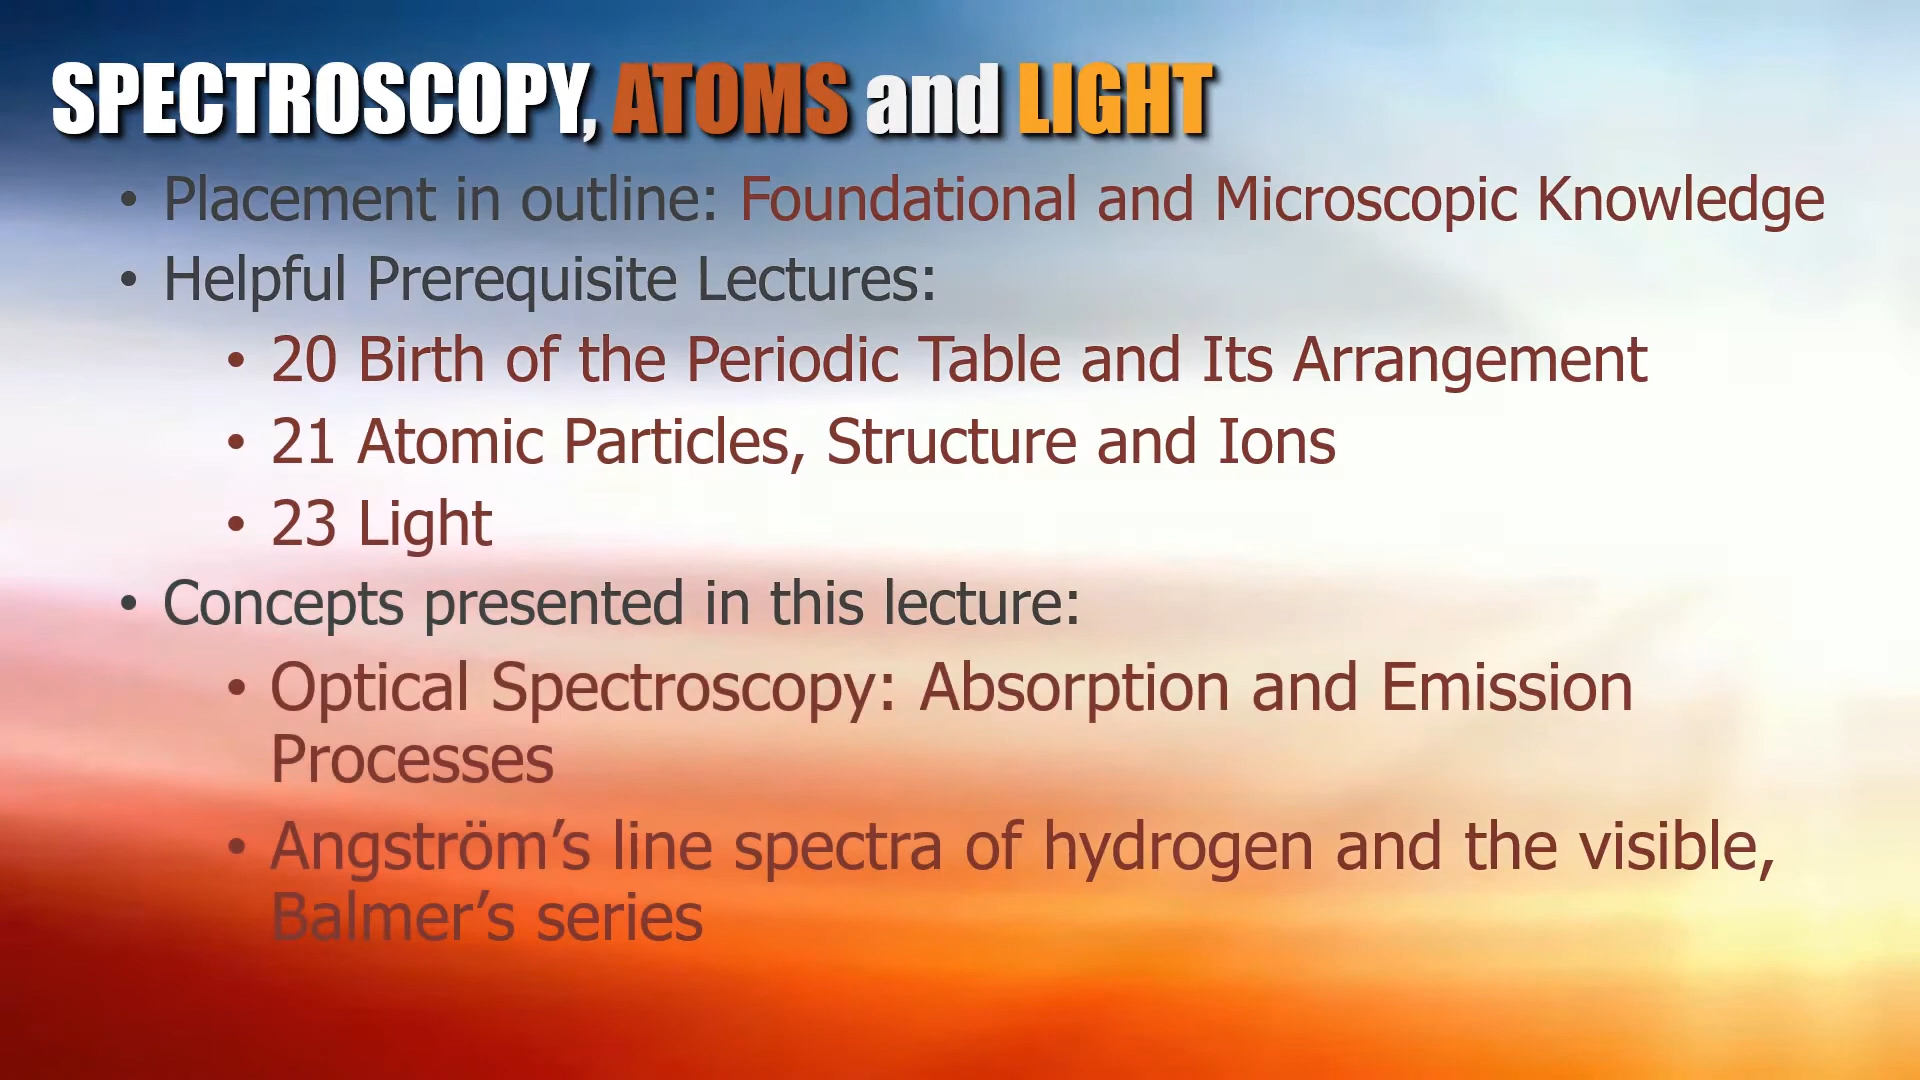 SPECTROSCOPY, ATOMS and LIGHT
• Placement in outline: Foundational and Microscopic Knowledge
• Helpful Prerequisite Lectures:
• 20 Birth of the Periodic Table and Its Arrangement
• 21 Atomic Particles, Structure and Ions
• 23 Light
• Concepts presented in this lecture:
• Optical Spectroscopy: Absorption and Emission
Processes
• Angström’s line spectra of hydrogen and the visible,
Balmer’s series